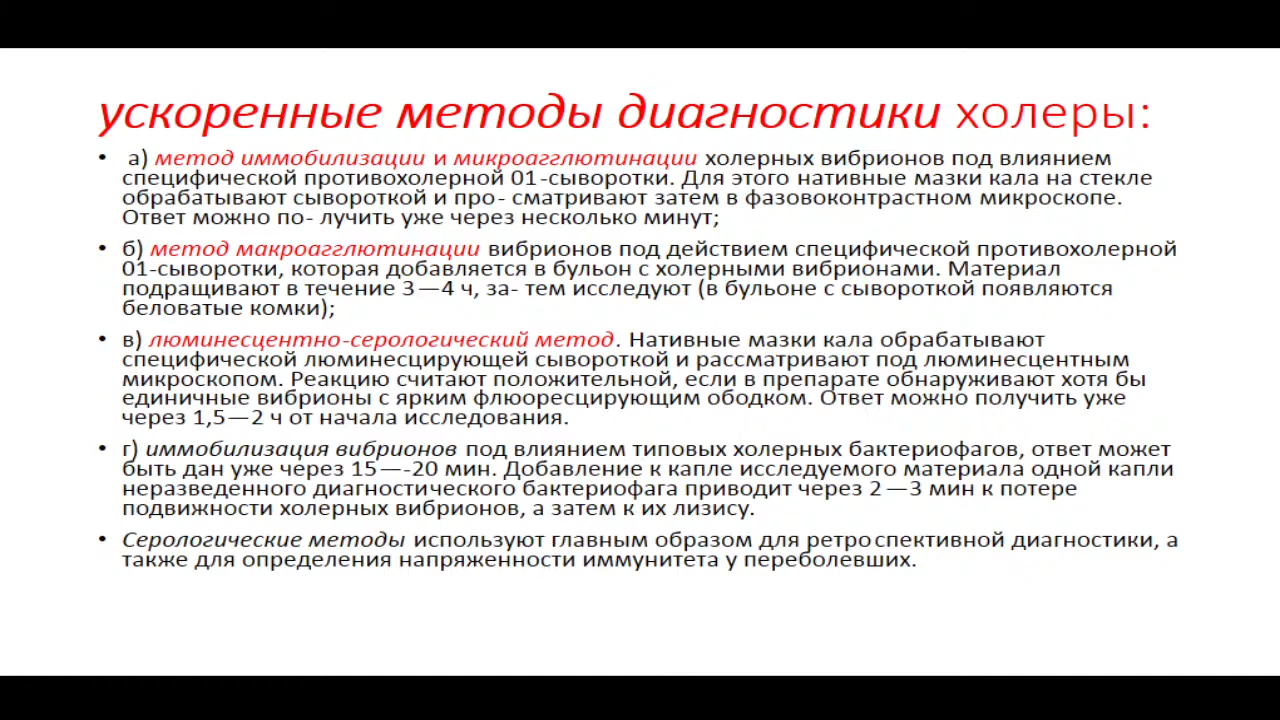 ускоренные методы диагностики холеры:
• а) метод иммобилизации и микроагглютинации холерных вибрионов под влиянием
специфической противохолерной 01-сыворотки. Для этого нативные мазки кала на стекле
обрабатывают сывороткой и про- сматривают затем в фазовоконтрастном микроскопе.
Ответ можно по- лучить уже через несколько минут;
• б) метод макроагглютинации вибрионов под действием специфической противохолерной
01-сыворотки, которая добавляется в бульон с холерными вибрионами. Материал
подращивают в течение 3—4 ч, за- тем исследуют (в бульоне с сывороткой появляются
беловатые комки);
• в) люминесцентно-серологический метод. Нативные мазки кала обрабатывают
специфической люминесцирующей сывороткой и рассматривают под люминесцентным
микроскопом. Реакцию считают положительной, если в препарате обнаруживают хотя бы
единичные вибрионы с ярким флюоресцирующим ободком. Ответ можно получить уже
через 1,5—2 ч от начала исследования.
• г) иммобилизация вибрионов под влиянием типовых холерных бактериофагов, ответ может
быть дан уже через 15—-20 мин. Добавление к капле исследуемого материала одной капли
неразведенного диагностического бактериофага приводит через 2—3 мин к потере
подвижности холерных вибрионов, а затем к их лизису.
• Серологические методы используют главным образом для ретроспективной диагностики, а
также для определения напряженности иммунитета у переболевших.